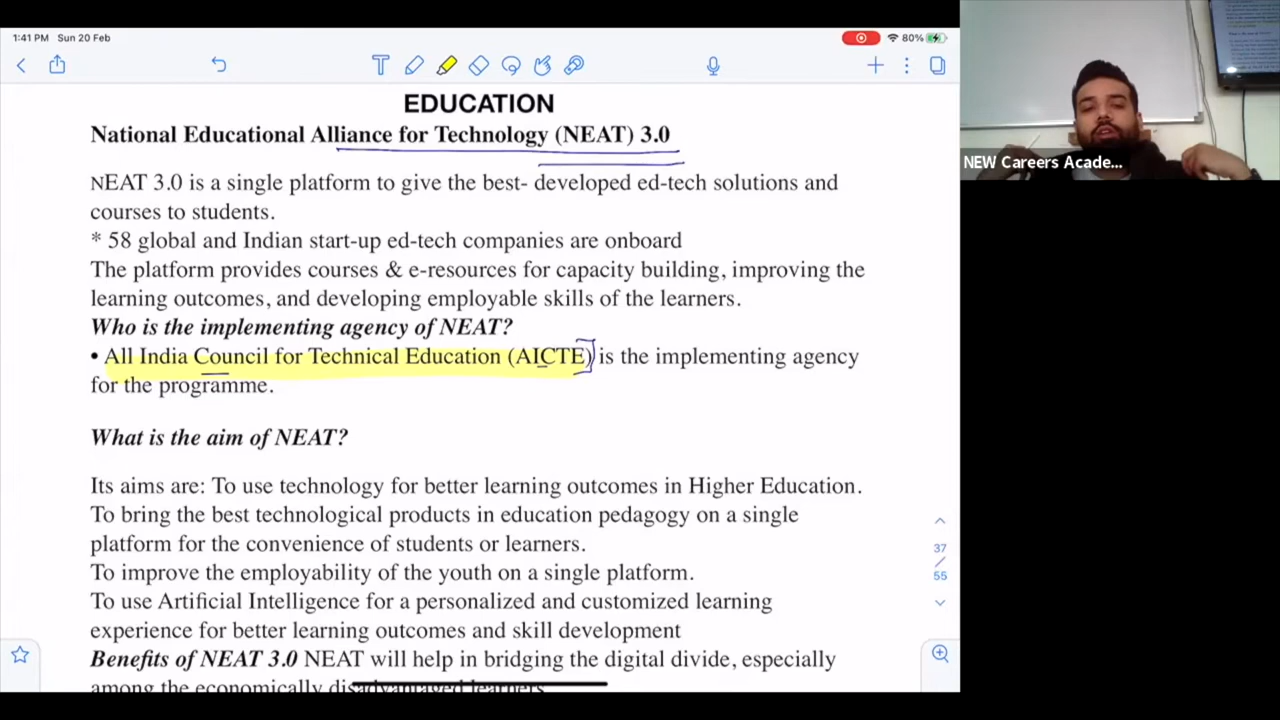 1:41 PM Sun 20 Feb
80%
EDUCATION
National Educational Alliance for Technology (NEAT) 3.0
NEAT 3.0 is a single platform to give the best- developed ed-tech solutions and
courses to students.
* 58 global and Indian start-up ed-tech companies are onboard
The platform provides courses & e-resources for capacity building, improving the
learning outcomes, and developing employable skills of the learners.
Who is the implementing agency of NEAT?
• All India Council for Technical Education (AICTE) is the implementing agency
for the programme.
What is the aim of NEAT?
Its aims are: To use technology for better learning outcomes in Higher Education.
To bring the best technological products in education pedagogy on a single
platform for the convenience of students or learners.
To improve the employability of the youth on a single platform.
To use Artificial Intelligence for a personalized and customized learning
experience for better learning outcomes and skill development
Benefits of NEAT 3.0 NEAT will help in bridging the digital divide, especially
among the economically disadvantaged learners.
37
/
55
NEW Careers Acade...